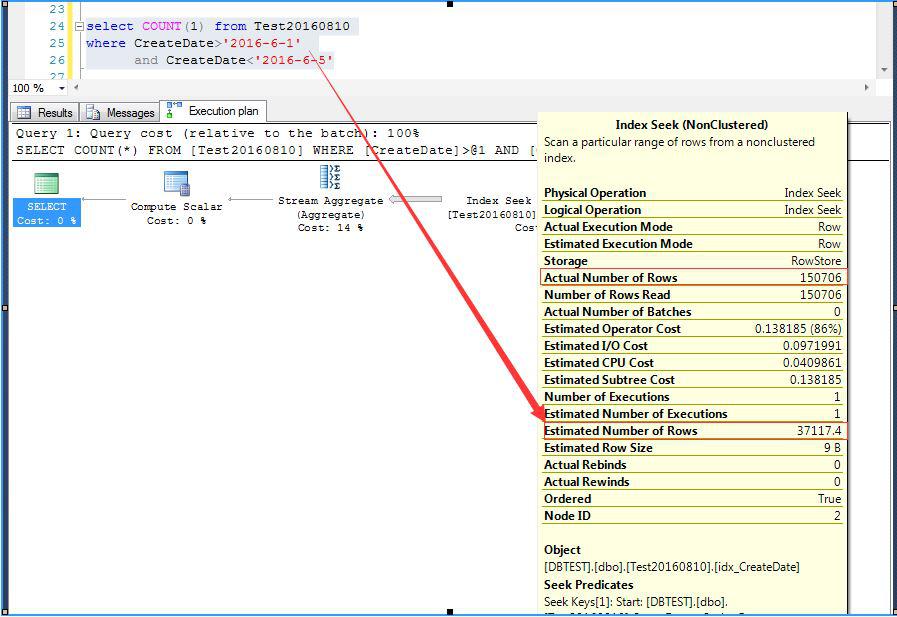 23
24 select COUNT(1) from Test20160810
25 where CreateDate>'2016-6-1'
26 and CreateDate<'2016-6-5'
27
100 %
Results Messages Execution plan
Query 1: Query cost (relative to the batch): 100%
SELECT COUNT(*) FROM [Test20160810] WHERE [CreateDate]>@1 AND [
SELECT
Cost: 0 %
Compute Scalar
Cost: 0 %
Stream Aggregate
(Aggregate)
Cost: 14 %
Index Seek
[Test20160810]
Cos
Index Seek (NonClustered)
Scan a particular range of rows from a nonclustered
index.
Physical Operation Index Seek
Logical Operation Index Seek
Actual Execution Mode Row
Estimated Execution Mode Row
Storage RowStore
Actual Number of Rows 150706
Number of Rows Read 150706
Actual Number of Batches 0
Estimated Operator Cost 0.138185 (86%)
Estimated I/O Cost 0.0971991
Estimated CPU Cost 0.0409861
Estimated Subtree Cost 0.138185
Number of Executions 1
Estimated Number of Executions 1
Estimated Number of Rows 37117.4
Estimated Row Size 9 B
Actual Rebinds 0
Actual Rewinds 0
Ordered True
Node ID 2
Object
[DBTEST].[dbo].[Test20160810].[idx_CreateDate]
Seek Predicates
Seek Keys[1]: Start: [DBTEST].[dbo].